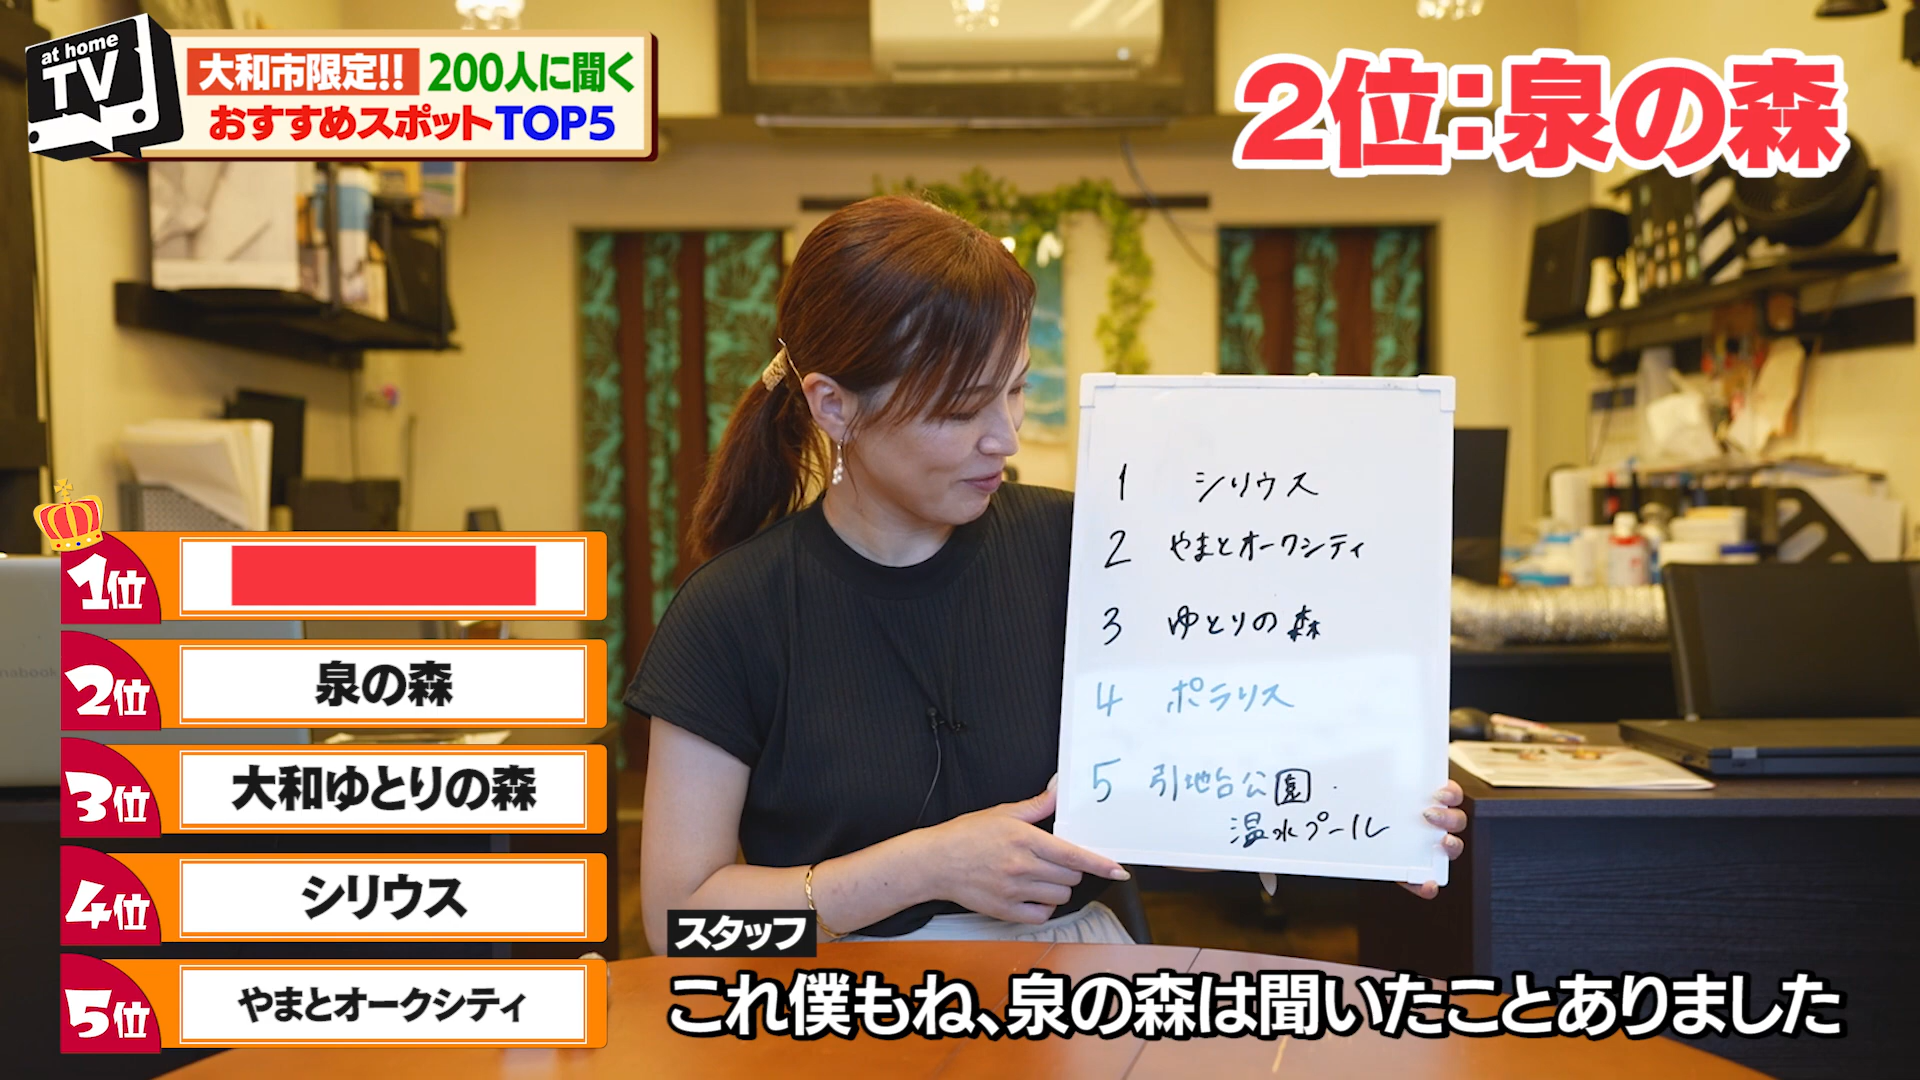 at home
TV
大和市限定!! 200人に聞く
おすすめスポットTOP5
2位:泉の森
1位
2位 泉の森
3位 大和ゆとりの森
4位 シリウス
5位 やまとオークシティ
1 シリウス
2 やまとオークシティ
3 ゆとりの森
4 ポラリス
5 引地台公園
温水プール
スタッフ
これ僕もね、泉の森は聞いたことありました